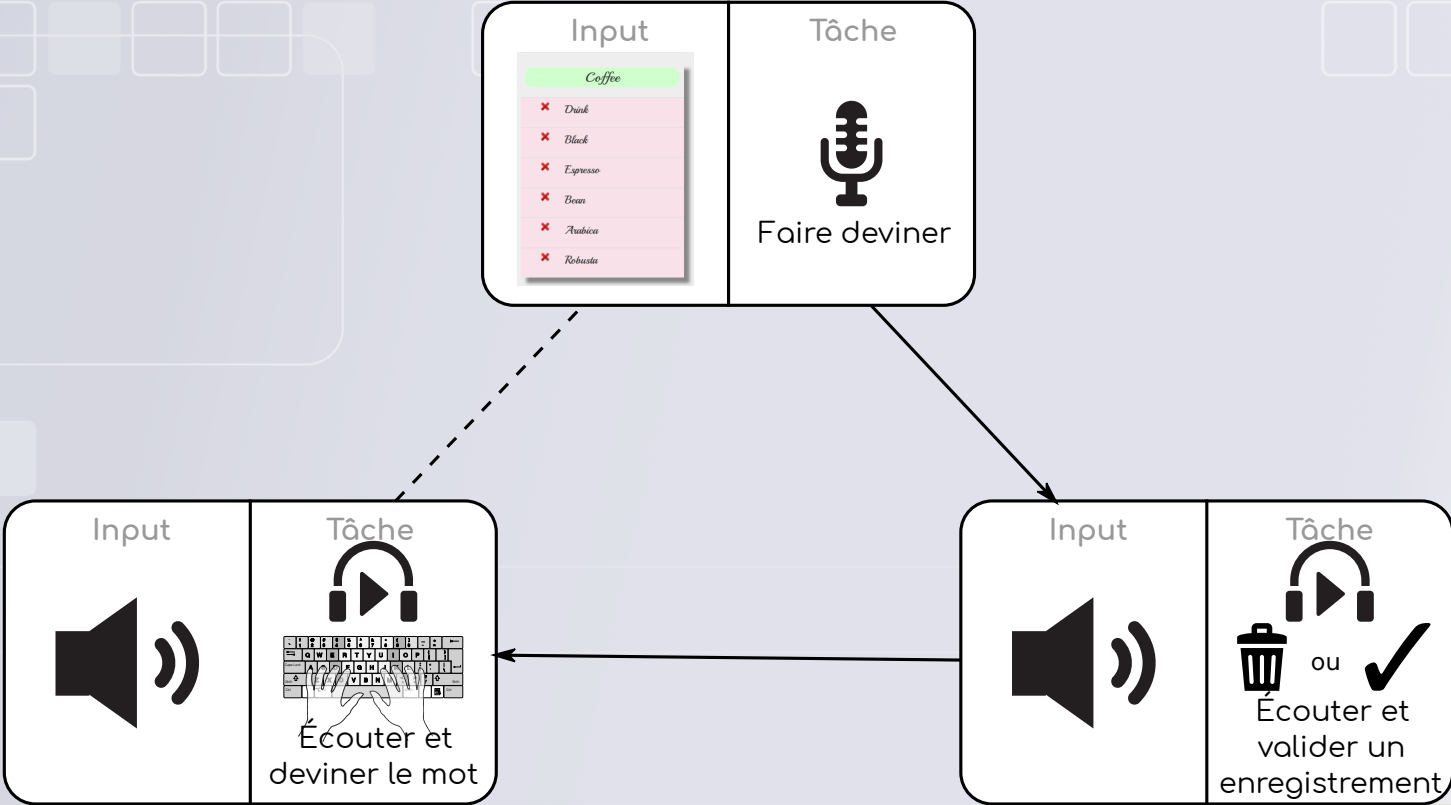 Input
Tâche
Coffee
Drink
Black
Espresso
Bean
Arabica
Robusta
Faire deviner
Input
Tâche
Écouter et
deviner le mot
Input
Tâche
ou
Écouter et
valider un
enregistrement